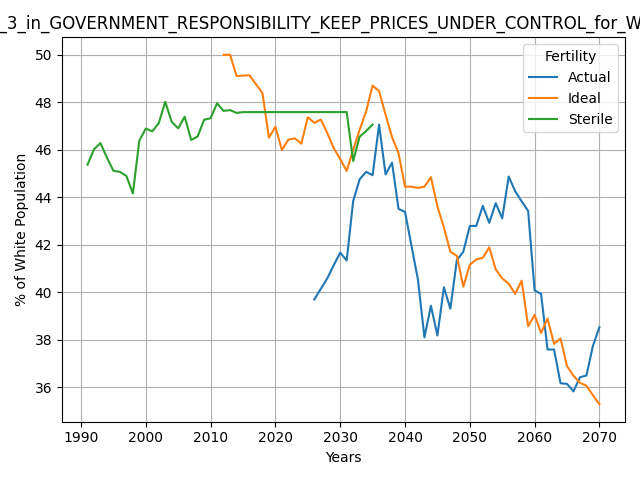 _3_in_GOVERNMENT_RESPONSIBILITY_KEEP_PRICES_UNDER_CONTROL_for_W
50
48
46
44
42
40
38
36
% of White Population
Fertility
Actual
Ideal
Sterile
1990 2000 2010 2020 2030 2040 2050 2060 2070
Years